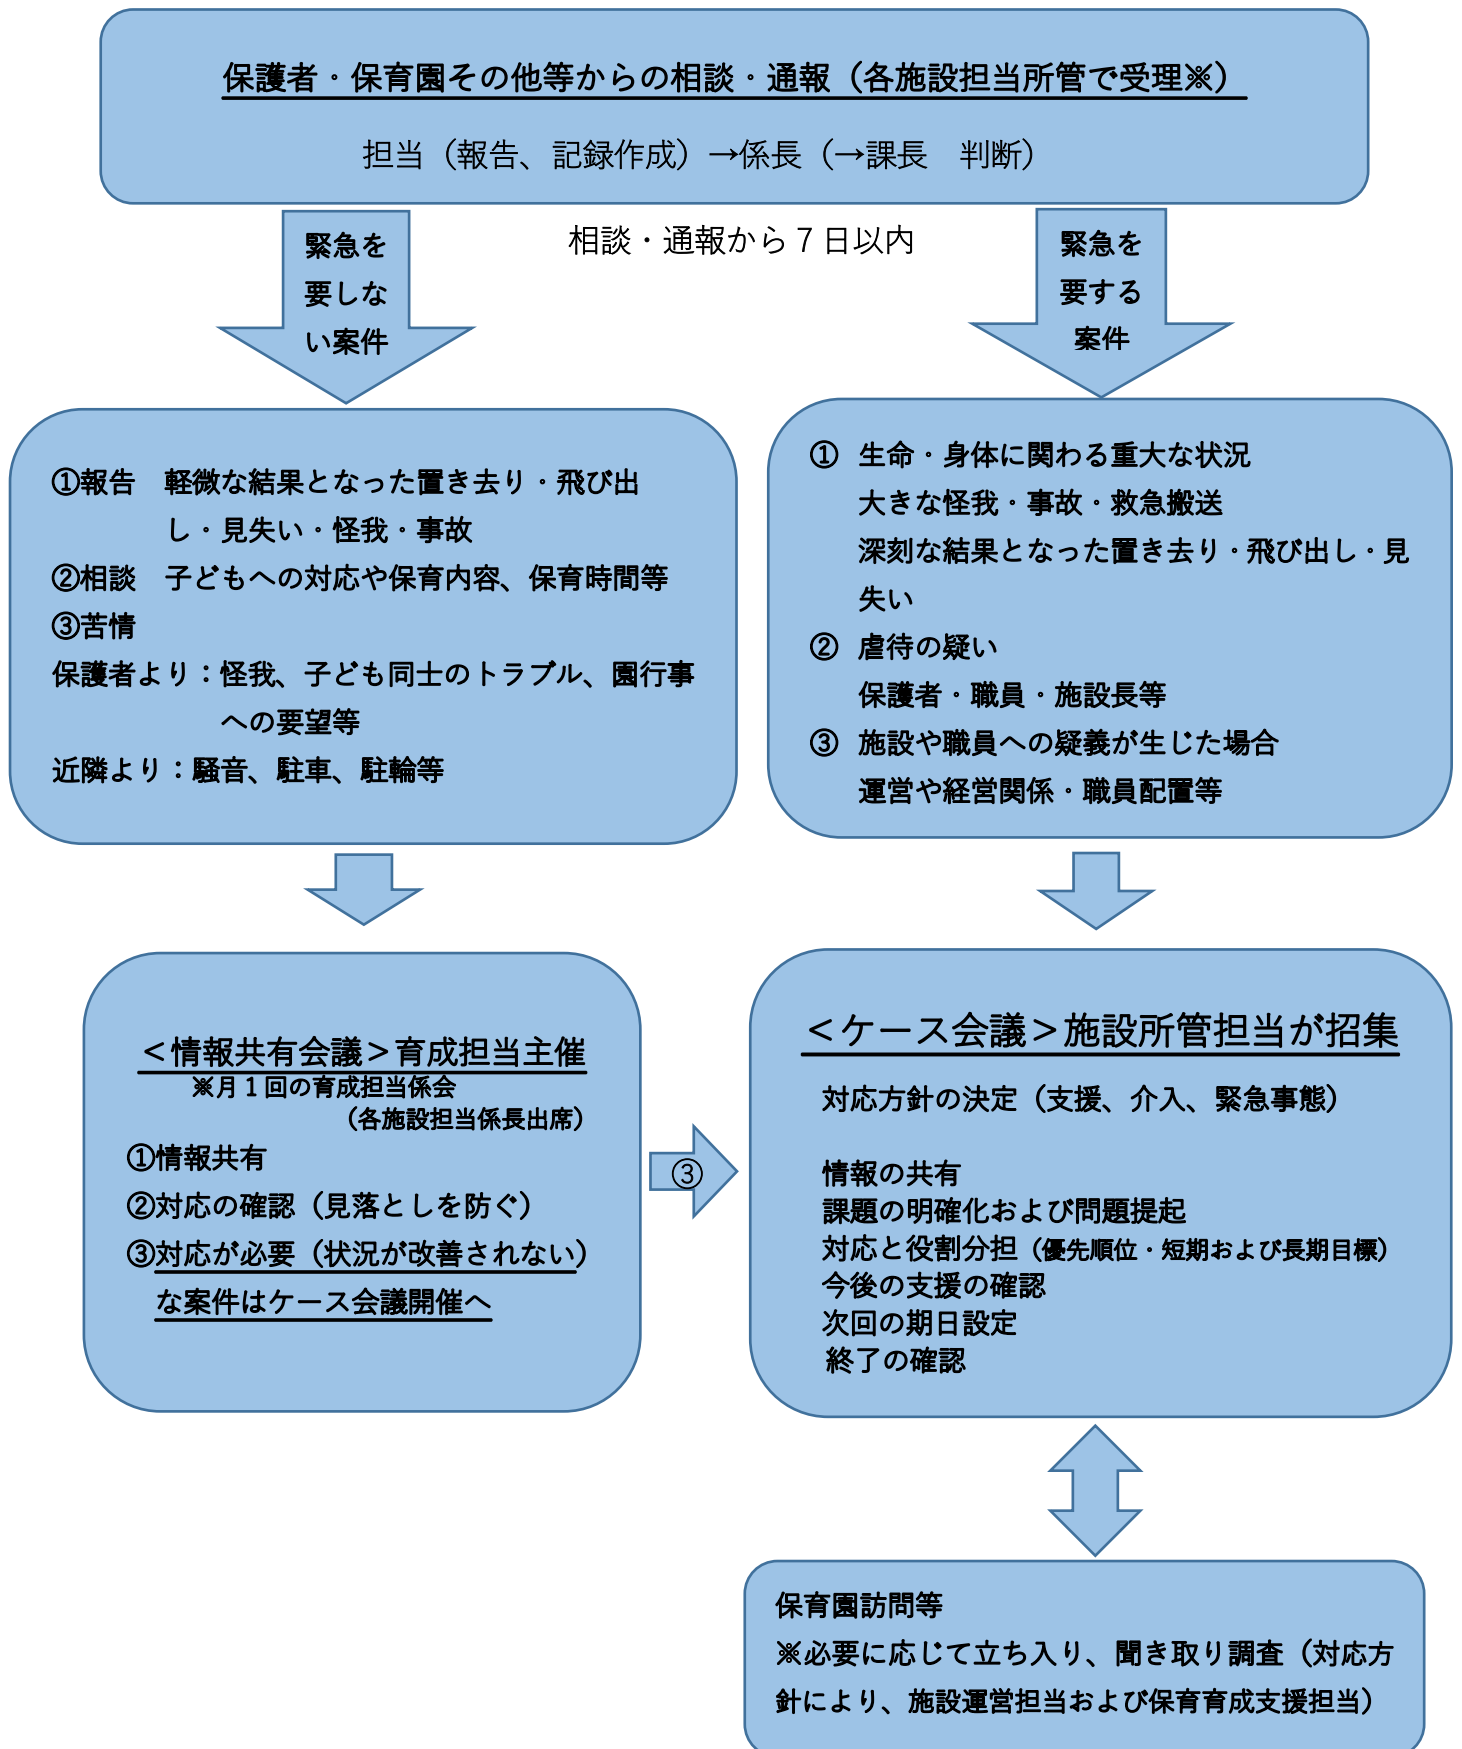 保護者・保育園その他等からの相談・通報（各施設担当所管で受理※）
担当（報告、記録作成）→係長（→課長　判断）
相談・通報から７日以内
緊急を
要しな
い案件
緊急を
要する
案件
①報告　軽微な結果となった置き去り・飛び出
し・見失い・怪我・事故
②相談　子どもへの対応や保育内容、保育時間等
③苦情
保護者より：怪我、子ども同士のトラブル、園行事
への要望等
近隣より：騒音、駐車、駐輪等
①　生命・身体に関わる重大な状況
大きな怪我・事故・救急搬送
深刻な結果となった置き去り・飛び出し・見
失い
②　虐待の疑い
保護者・職員・施設長等
③　施設や職員への疑義が生じた場合
運営や経営関係・職員配置等
＜情報共有会議＞育成担当主催
※月１回の育成担当係会
（各施設担当係長出席）
①情報共有
②対応の確認（見落としを防ぐ）
③対応が必要（状況が改善されない）
な案件はケース会議開催へ
③
＜ケース会議＞施設所管担当が招集
対応方針の決定（支援、介入、緊急事態）
情報の共有
課題の明確化および問題提起
対応と役割分担（優先順位・短期および長期目標）
今後の支援の確認
次回の期日設定
終了の確認
保育園訪問等
※必要に応じて立ち入り、聞き取り調査（対応方
針により、施設運営担当および保育育成支援担当）